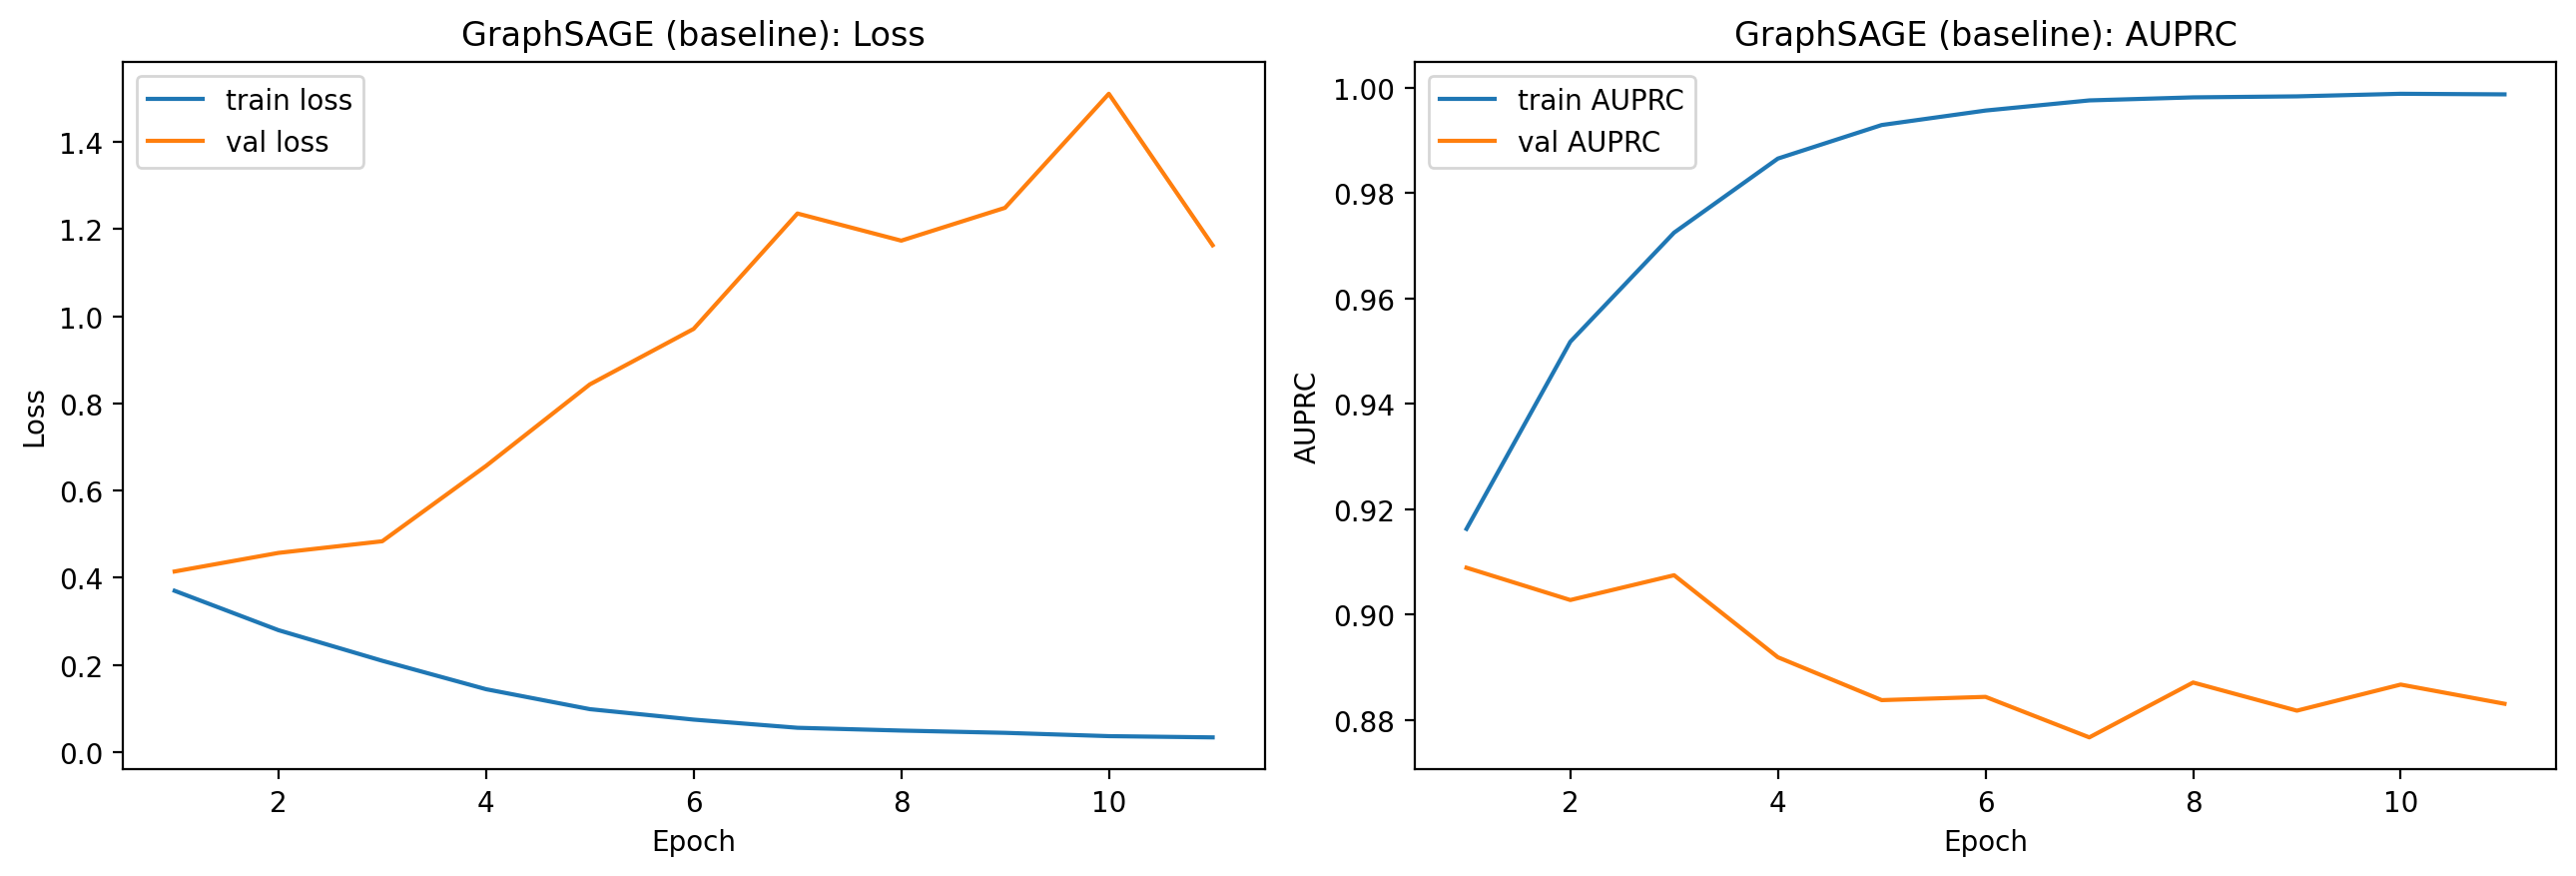 GraphSAGE (baseline): Loss
train loss
val loss
1.4
1.2
1.0
0.8
0.6
0.4
0.2
0.0
Loss
2 4 6 8 10
Epoch
GraphSAGE (baseline): AUPRC
train AUPRC
val AUPRC
1.00
0.98
0.96
0.94
0.92
0.90
0.88
AUPRC
2 4 6 8 10
Epoch